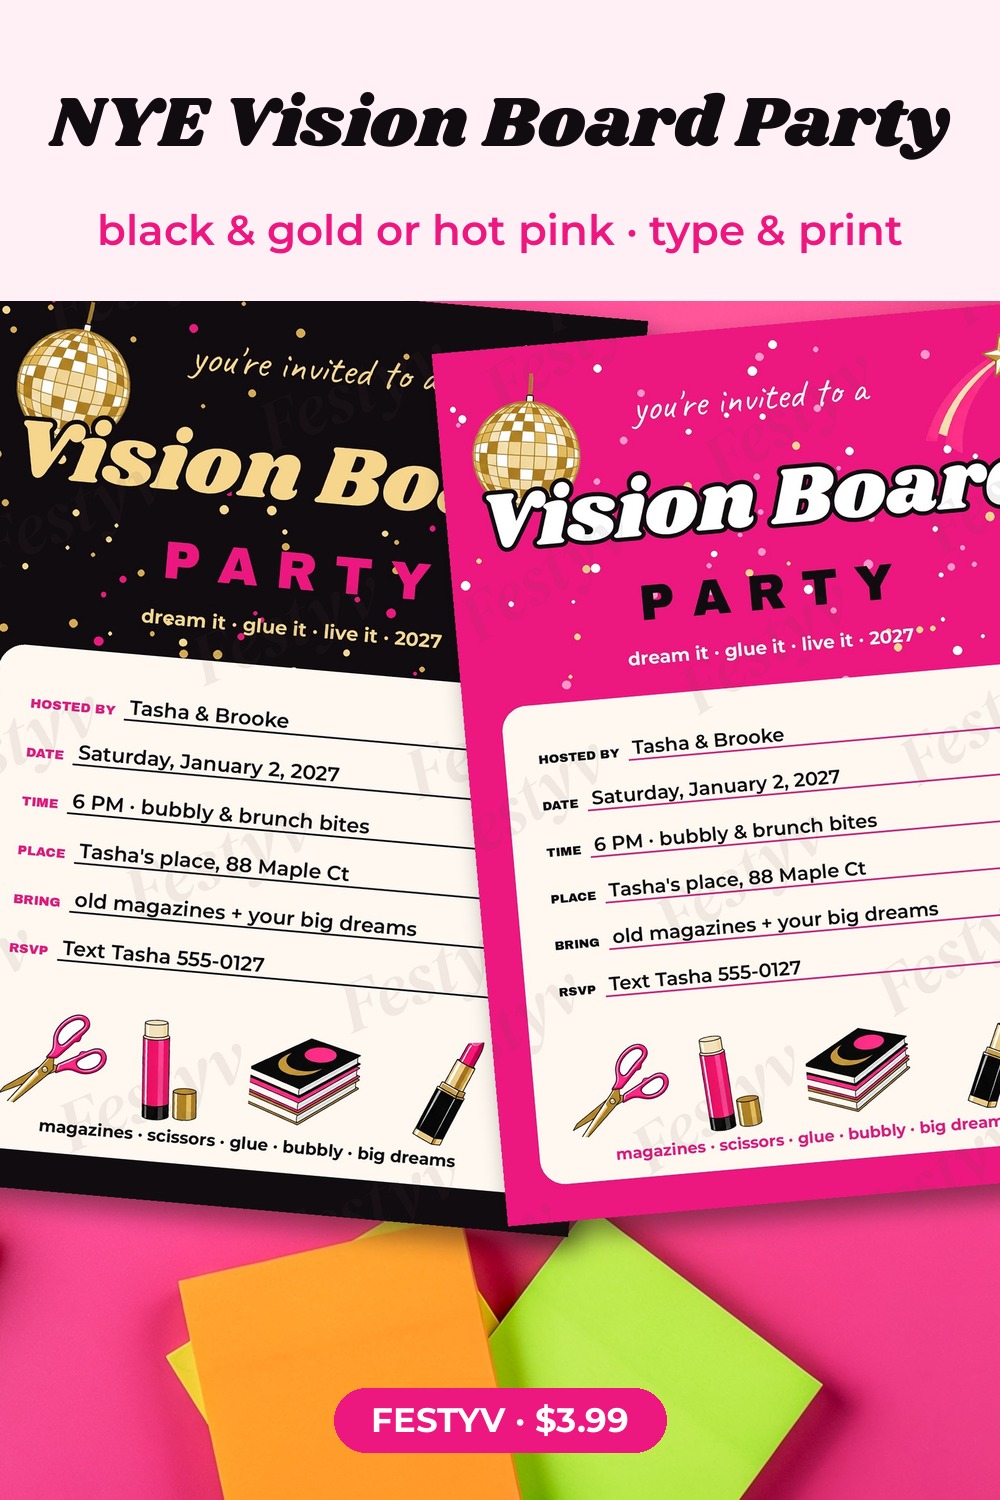 NYE Vision Board Party
black & gold or hot pink · type & print
you're invited to a
Vision Bo
PARTY
dream it · glue it · live it · 2027
HOSTED BY Tasha & Brooke
DATE Saturday, January 2, 2027
TIME 6 PM · bubbly & brunch bites
PLACE Tasha's place, 88 Maple Ct
BRING old magazines + your big dreams
RSVP Text Tasha 555-0127
magazines · scissors · glue · bubbly · big dreams
you're invited to a
Vision Board
PARTY
dream it · glue it · live it · 2027
HOSTED BY Tasha & Brooke
DATE Saturday, January 2, 2027
TIME 6 PM · bubbly & brunch bites
PLACE Tasha's place, 88 Maple Ct
BRING old magazines + your big dreams
RSVP Text Tasha 555-0127
magazines · scissors · glue · bubbly · big dream
Festyv
FESTYV · $3.99